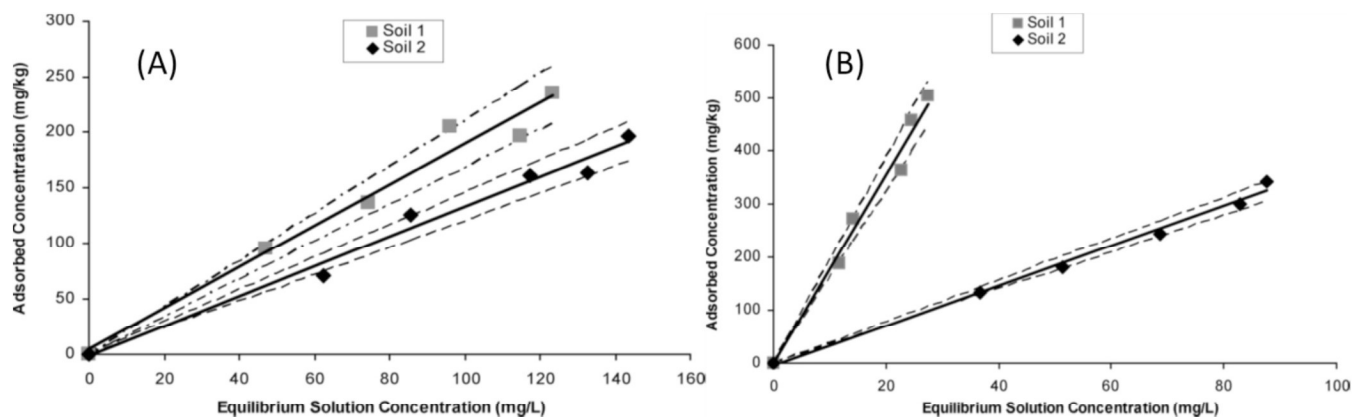 (A)
Soil 1
Soil 2
Adsorbed Concentration (mg/kg)
300
250
200
150
100
50
0
0 20 40 60 80 100 120 140 160
Equilibrium Solution Concentration (mg/L)
(B)
Soil 1
Soil 2
Adsorbed Concentration (mg/kg)
600
500
400
300
200
100
0
0 20 40 60 80 100
Equilibrium Solution Concentration (mg/L)